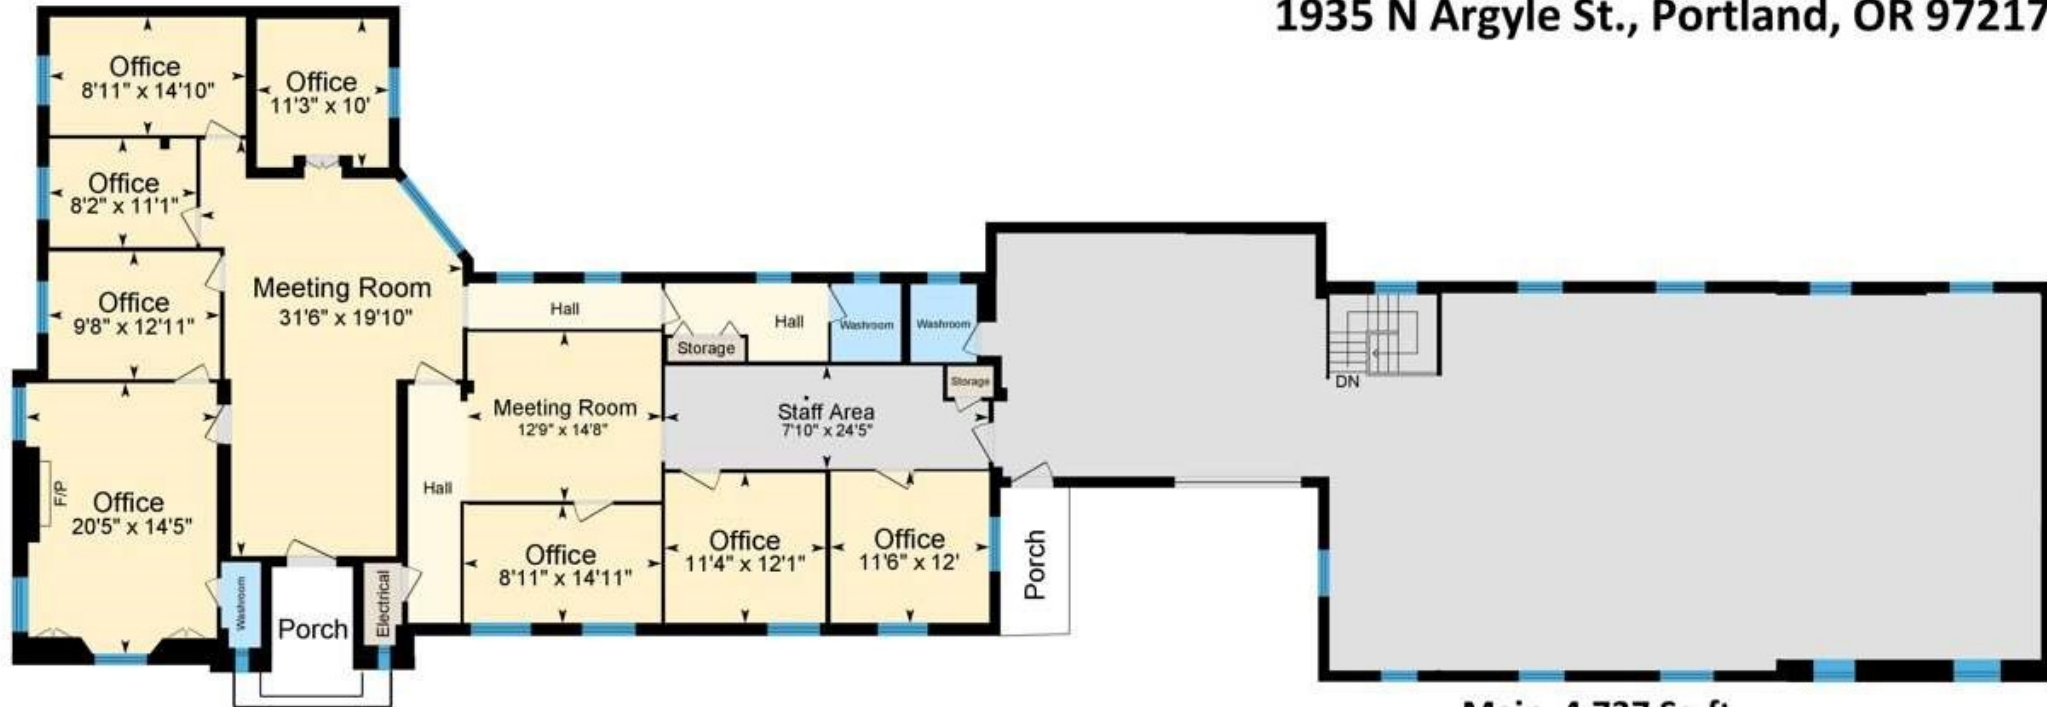 1935 N Argyle St., Portland, OR 97217
Office
8'11" x 14'10"
Office
11'3" x 10'
Office
8'2" x 11'1"
Office
9'8" x 12'11"
Meeting Room
31'6" x 19'10"
Hall
Hall
Washroom
Washroom
Storage
Storage
DN
Meeting Room
12'9" x 14'8"
Staff Area
7'10" x 24'5"
Hall
F/P
Office
20'5" x 14'5"
Office
8'11" x 14'11"
Office
11'4" x 12'1"
Office
11'6" x 12'
Porch
Washroom
Porch
Electrical